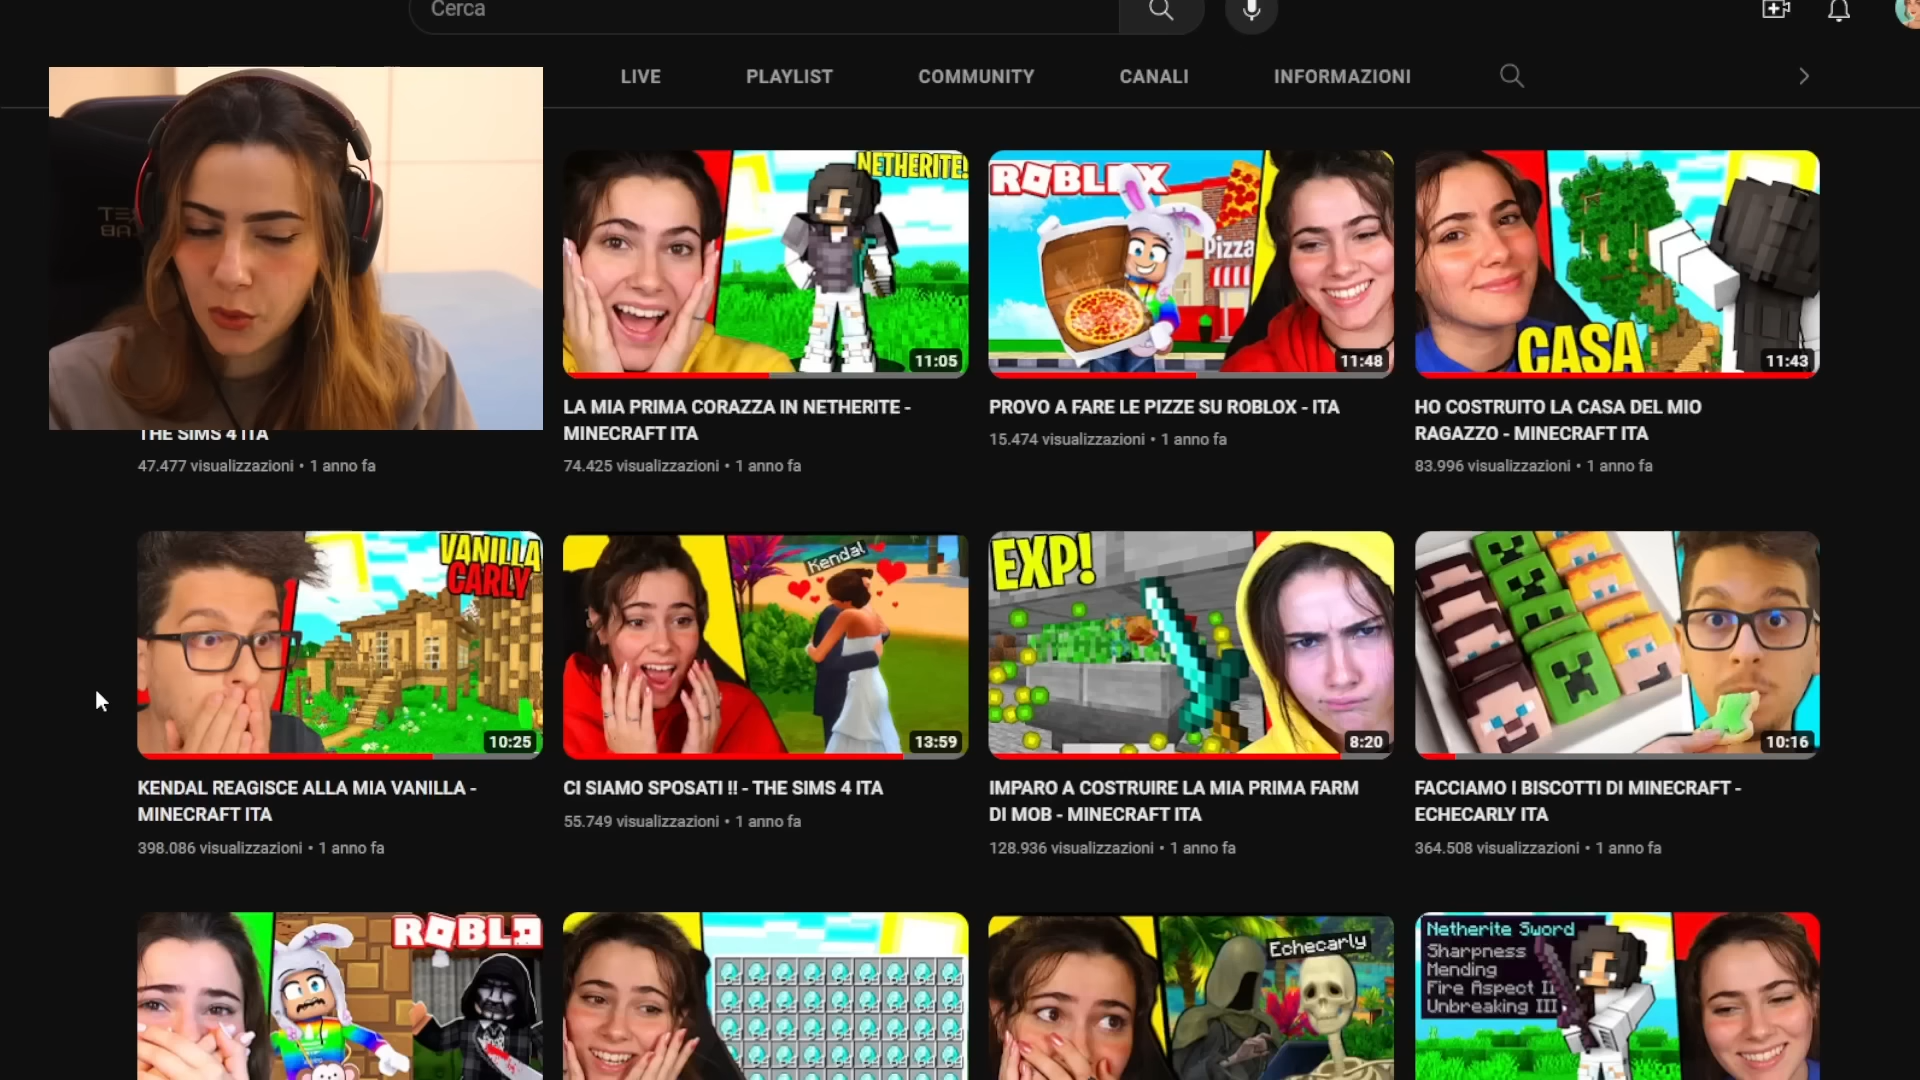 Cerca
LIVE
PLAYLIST
COMMUNITY
CANALI
INFORMAZIONI
NETHERITE!
11:05
ROBLOX
Pizza
11:48
CASA
11:43
THE SIMS 4 ITA
47.477 visualizzazioni • 1 anno fa
LA MIA PRIMA CORAZZA IN NETHERITE -
MINECRAFT ITA
74.425 visualizzazioni • 1 anno fa
PROVO A FARE LE PIZZE SU ROBLOX - ITA
15.474 visualizzazioni • 1 anno fa
HO COSTRUITO LA CASA DEL MIO
RAGAZZO - MINECRAFT ITA
83.996 visualizzazioni • 1 anno fa
VANILLA
CARLY
10:25
Kendal
13:59
EXP!
8:20
10:16
KENDAL REAGISCE ALLA MIA VANILLA -
MINECRAFT ITA
398.086 visualizzazioni • 1 anno fa
CI SIAMO SPOSATI !! - THE SIMS 4 ITA
55.749 visualizzazioni • 1 anno fa
IMPARO A COSTRUIRE LA MIA PRIMA FARM
DI MOB - MINECRAFT ITA
128.936 visualizzazioni • 1 anno fa
FACCIAMO I BISCOTTI DI MINECRAFT -
ECHECARLY ITA
364.508 visualizzazioni • 1 anno fa
Echecarly
Netherite Sword
Sharpness
Mending
Fire Aspect II
Unbreaking III